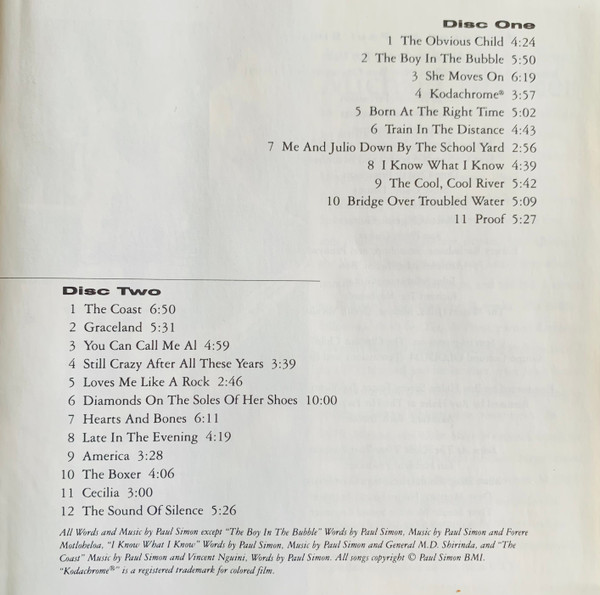 Disc One
1 The Obvious Child 4:24
2 The Boy In The Bubble 5:50
3 She Moves On 6:19
4 Kodachrome® 3:57
5 Born At The Right Time 5:02
6 Train In The Distance 4:43
7 Me And Julio Down By The School Yard 2:56
8 I Know What I Know 4:39
9 The Cool, Cool River 5:42
10 Bridge Over Troubled Water 5:09
11 Proof 5:27
Disc Two
1 The Coast 6:50
2 Graceland 5:31
3 You Can Call Me Al 4:59
4 Still Crazy After All These Years 3:39
5 Loves Me Like A Rock 2:46
6 Diamonds On The Soles Of Her Shoes 10:00
7 Hearts And Bones 6:11
8 Late In The Evening 4:19
9 America 3:28
10 The Boxer 4:06
11 Cecilia 3:00
12 The Sound Of Silence 5:26
All Words and Music by Paul Simon except "The Boy In The Bubble" Words by Paul Simon, Music by Paul Simon and Forere
Motloheloa, "I Know What I Know" Words by Paul Simon, Music by Paul Simon and General M.D. Shirinda, and "The
Coast" Music by Paul Simon and Vincent Nguini, Words by Paul Simon. All songs copyright © Paul Simon BMI.
"Kodachrome®" is a registered trademark for colored film.